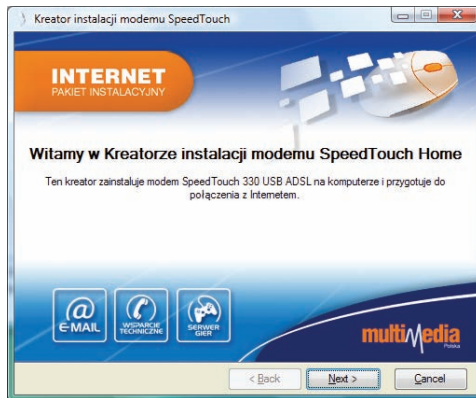 Kreator instalacji modemu SpeedTouch
INTERNET
PAKIET INSTALACYJNY
Witamy w Kreatorze instalacji modemu SpeedTouch Home
Ten kreator zainstaluje modem SpeedTouch 330 USB ADSL na komputerze i przygotuje do
połączenia z Internetem.
@
E-MAIL
WSPARCIE
TECHNICZNE
SERWER
GIER
multiMedia
Polska
< Back
Next >
Cancel